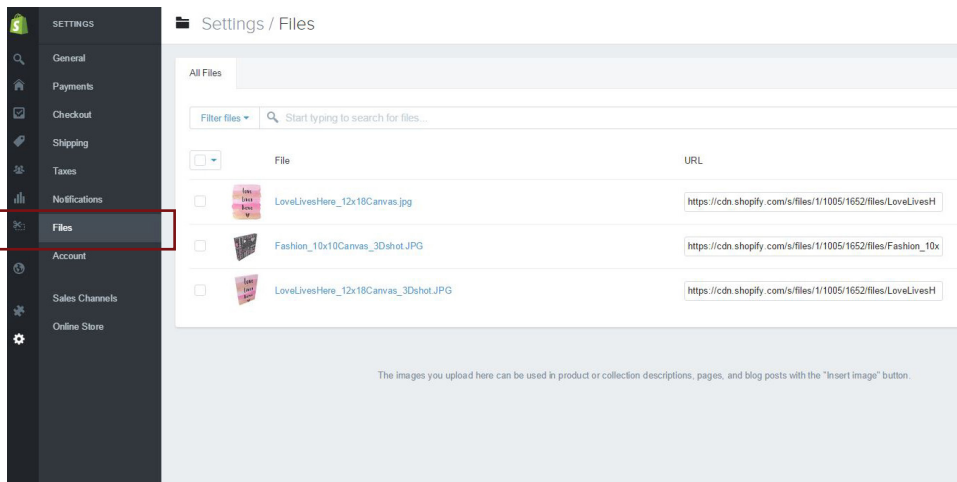 SETTINGS
Settings / Files
General
Payments
Checkout
Shipping
Taxes
Notifications
Files
Account
Sales Channels
Online Store
All Files
Filter files
Start typing to search for files...
File
URL
LoveLivesHere_12x18Canvas.jpg
https://cdn.shopify.com/s/files/1/1005/1652/files/LoveLivesH
Fashion_10x10Canvas_3Dshot.JPG
https://cdn.shopify.com/s/files/1/1005/1652/files/Fashion_10x
LoveLivesHere_12x18Canvas_3Dshot.JPG
https://cdn.shopify.com/s/files/1/1005/1652/files/LoveLivesH
The images you upload here can be used in product or collection descriptions, pages, and blog posts with the "Insert image" button.